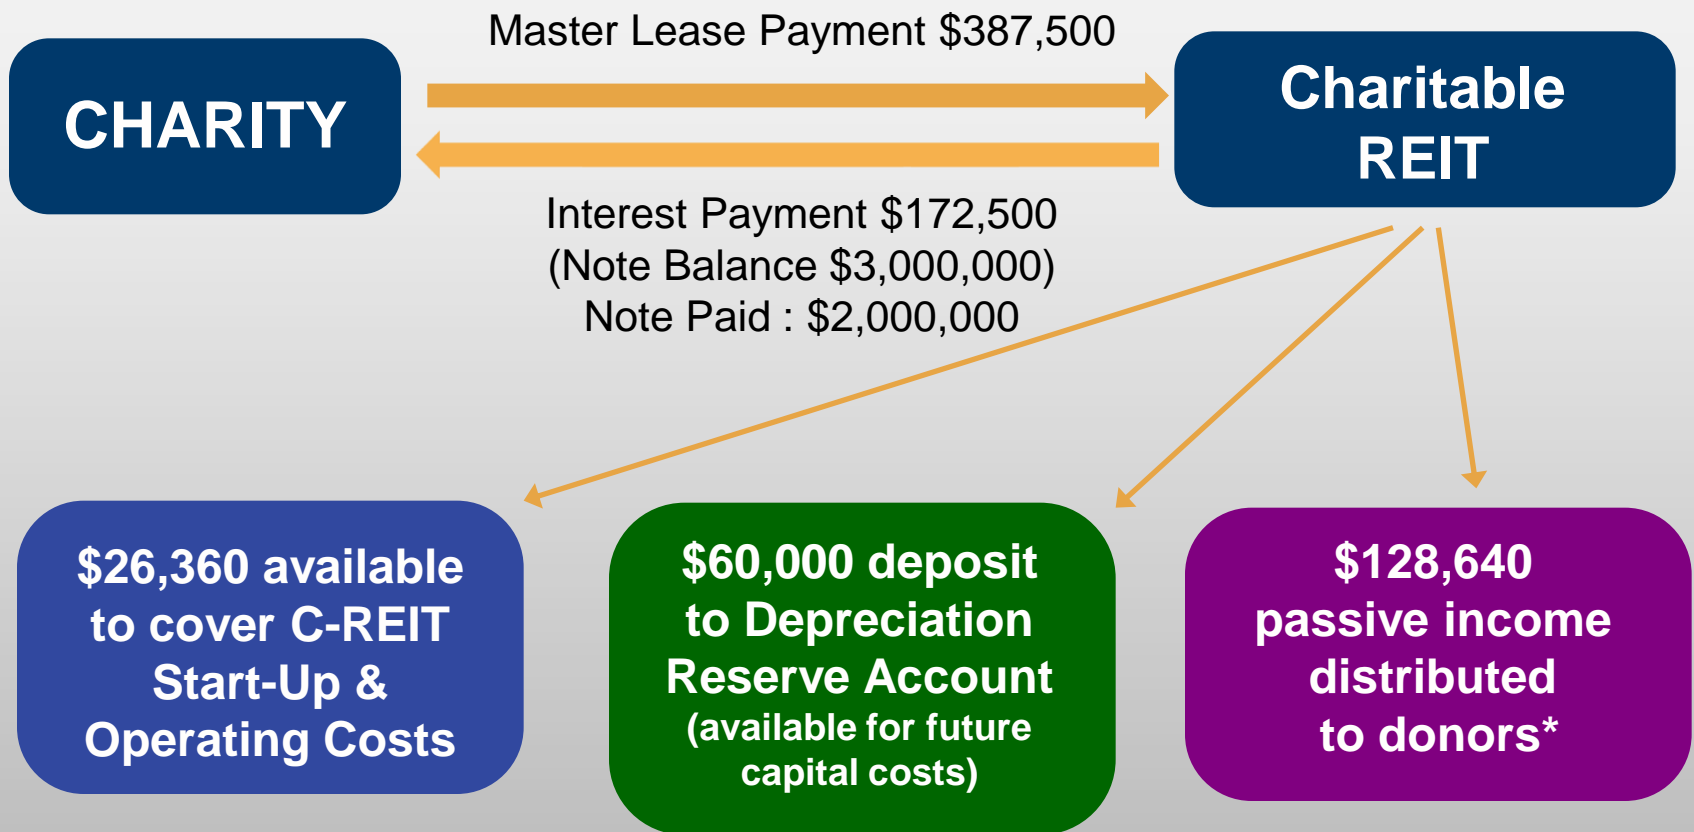 Master Lease Payment $387,500
CHARITY
Charitable
REIT
Interest Payment $172,500
(Note Balance $3,000,000)
Note Paid : $2,000,000
$26,360 available
to cover C-REIT
Start-Up &
Operating Costs
$60,000 deposit
to Depreciation
Reserve Account
(available for future
capital costs)
$128,640
passive income
distributed
to donors*